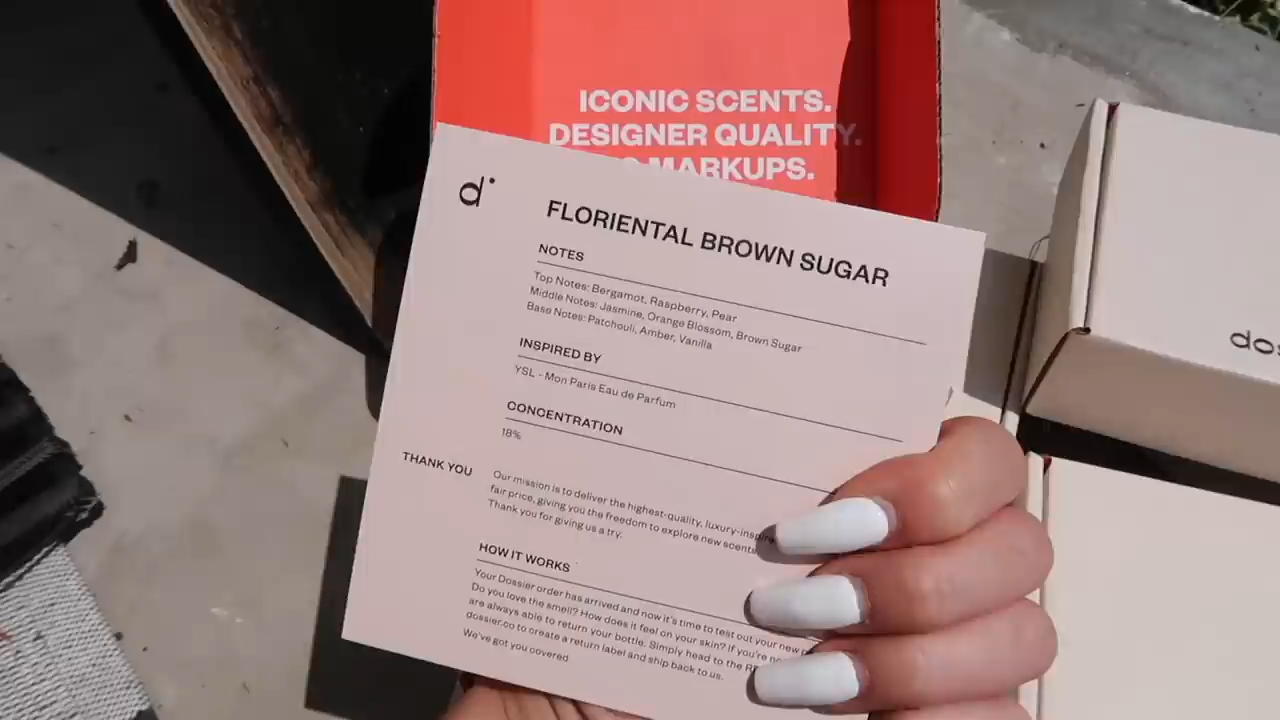 ICONIC SCENTS.
DESIGNER QUALITY.
MARKUPS.
d
FLORIENTAL BROWN SUGAR
NOTES
Top Notes: Bergamot, Raspberry, Pear
Middle Notes: Jasmine, Orange Blossom, Brown Sugar
Base Notes: Patchouli, Amber, Vanilla
INSPIRED BY
YSL - Mon Paris Eau de Parfum
CONCENTRATION
18%
THANK YOU
Our mission is to deliver the highest-quality, luxury-inspire
fair price, giving you the freedom to explore new scents
Thank you for giving us a try.
HOW IT WORKS
Your Dossier order has arrived and now it's time to test out your new
Do you love the smell? How does it feel on your skin? If you're
are always able to return your bottle. Simply head to the
dossier.co to create a return label and ship back to us.
We've got you covered
dos